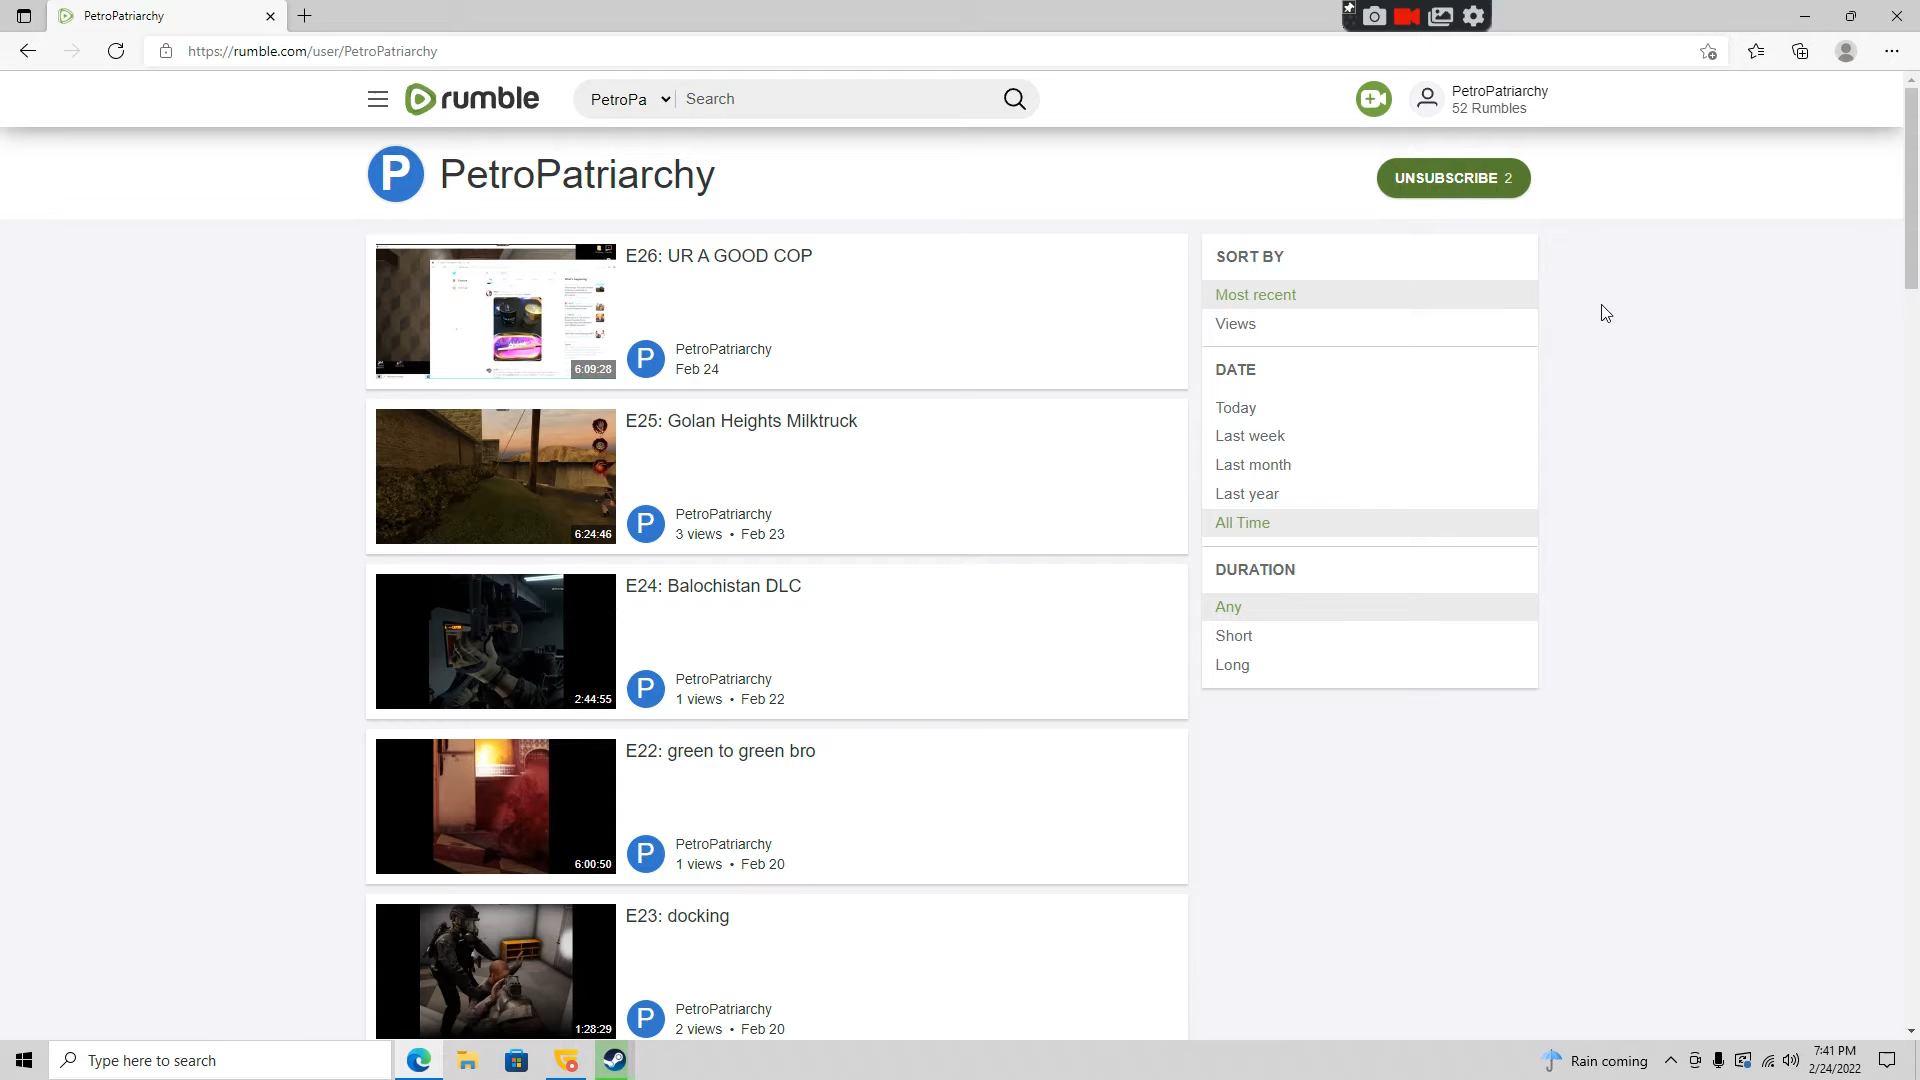 PetroPatriarchy
https://rumble.com/user/PetroPatriarchy
rumble
PetroPa
Search
PetroPatriarchy
52 Rumbles
P
PetroPatriarchy
UNSUBSCRIBE 2
E26: UR A GOOD COP
6:09:28
P
PetroPatriarchy
Feb 24
E25: Golan Heights Milktruck
6:24:46
P
PetroPatriarchy
3 views • Feb 23
E24: Balochistan DLC
2:44:55
P
PetroPatriarchy
1 views • Feb 22
E22: green to green bro
6:00:50
P
PetroPatriarchy
1 views • Feb 20
E23: docking
1:28:29
P
PetroPatriarchy
2 views • Feb 20
SORT BY
Most recent
Views
DATE
Today
Last week
Last month
Last year
All Time
DURATION
Any
Short
Long
Type here to search
Rain coming
7:41 PM
2/24/2022